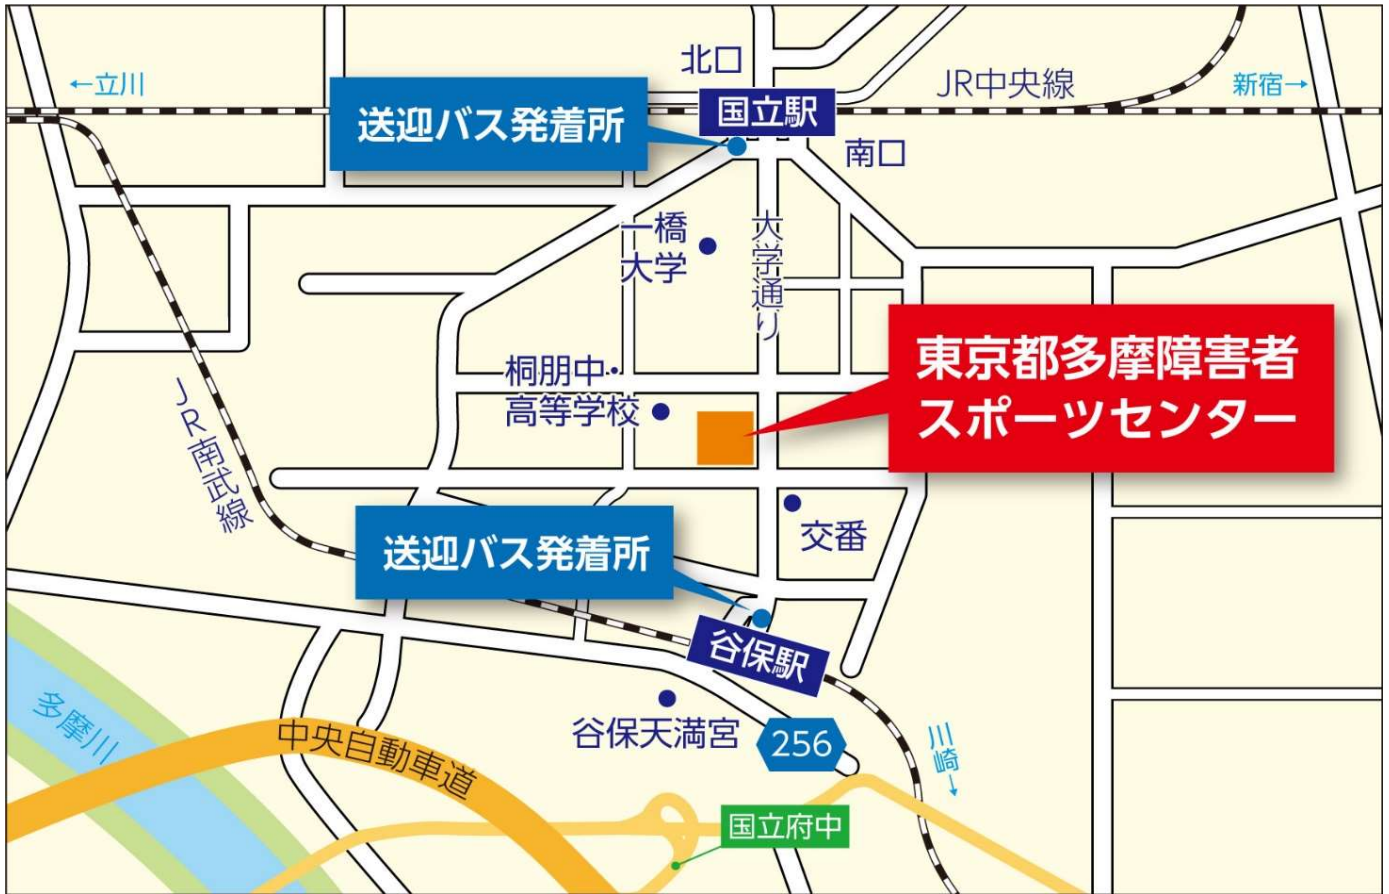 北口
←立川
JR中央線
新宿→
送迎バス発着所
国立駅
南口
一橋
大学
大学通り
東京都多摩障害者
スポーツセンター
桐朋中・
高等学校
JR南武線
交番
送迎バス発着所
谷保駅
谷保天満宮
256
多摩川
中央自動車道
川崎→
国立府中